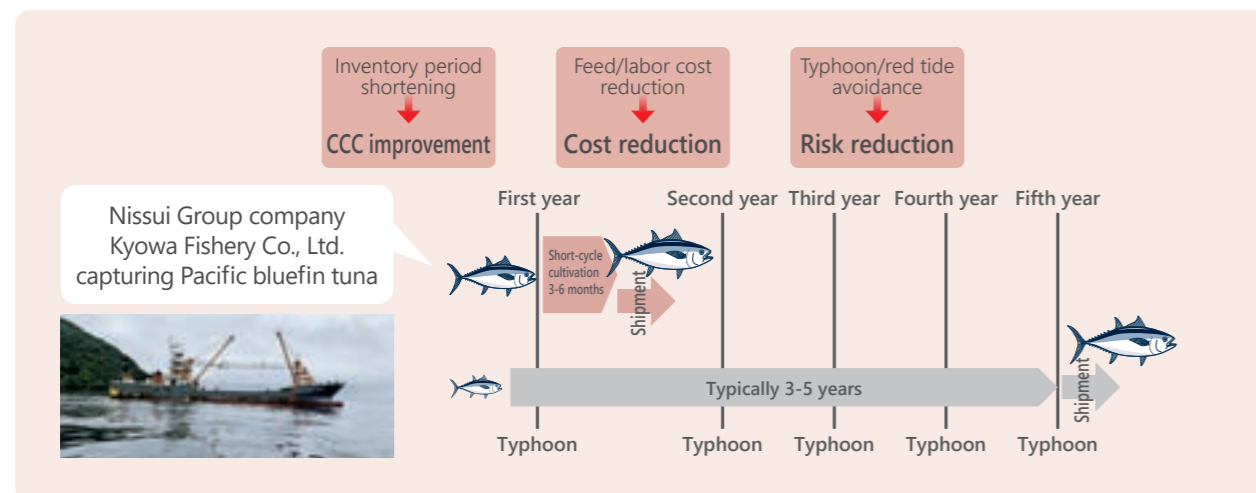 Inventory period
shortening
CCC improvement
Feed/labor cost
reduction
Cost reduction
Typhoon/red tide
avoidance
Risk reduction
Nissui Group company
Kyowa Fishery Co., Ltd.
capturing Pacific bluefin tuna
First year
Second year
Third year
Fourth year
Fifth year
Short-cycle
cultivation
3-6 months
Shipment
Typically 3-5 years
Shipment
Typhoon
Typhoon
Typhoon
Typhoon
Typhoon